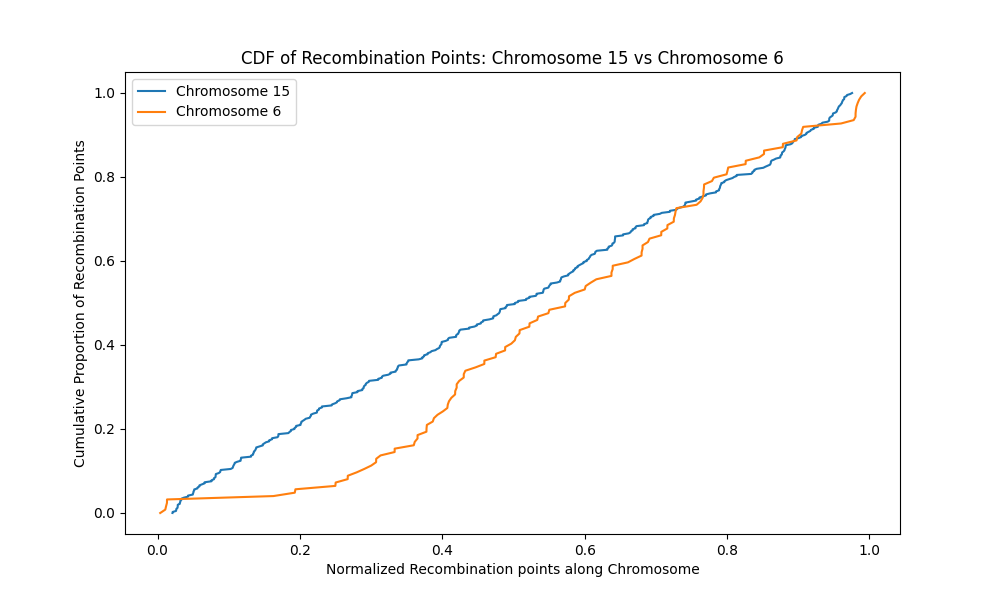 CDF of Recombination Points: Chromosome 15 vs Chromosome 6
Chromosome 15
Chromosome 6
Cumulative Proportion of Recombination Points
1.0
0.8
0.6
0.4
0.2
0.0
0.0 0.2 0.4 0.6 0.8 1.0
Normalized Recombination points along Chromosome